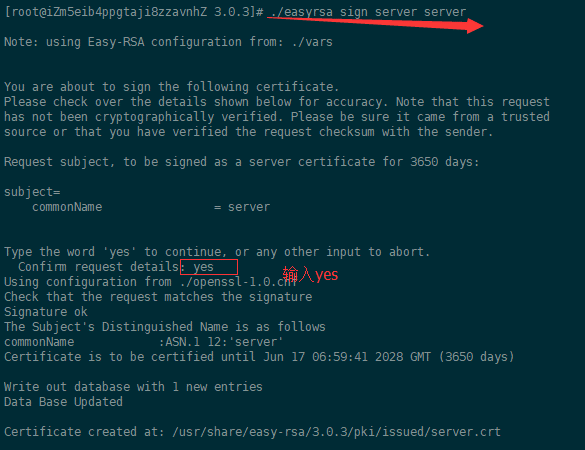 [root@iZm5eib4ppgtaji8zzavnhZ 3.0.3]# ./easyrsa sign server server
Note: using Easy-RSA configuration from: ./vars
You are about to sign the following certificate.
Please check over the details shown below for accuracy. Note that this request
has not been cryptographically verified. Please be sure it came from a trusted
source or that you have verified the request checksum with the sender.
Request subject, to be signed as a server certificate for 3650 days:
subject=
    commonName                = server
Type the word 'yes' to continue, or any other input to abort.
  Confirm request details: yes
输入yes
Using configuration from ./openssl-1.0.cnf
Check that the request matches the signature
Signature ok
The Subject's Distinguished Name is as follows
commonName            :ASN.1 12:'server'
Certificate is to be certified until Jun 17 06:59:41 2028 GMT (3650 days)
Write out database with 1 new entries
Data Base Updated
Certificate created at: /usr/share/easy-rsa/3.0.3/pki/issued/server.crt